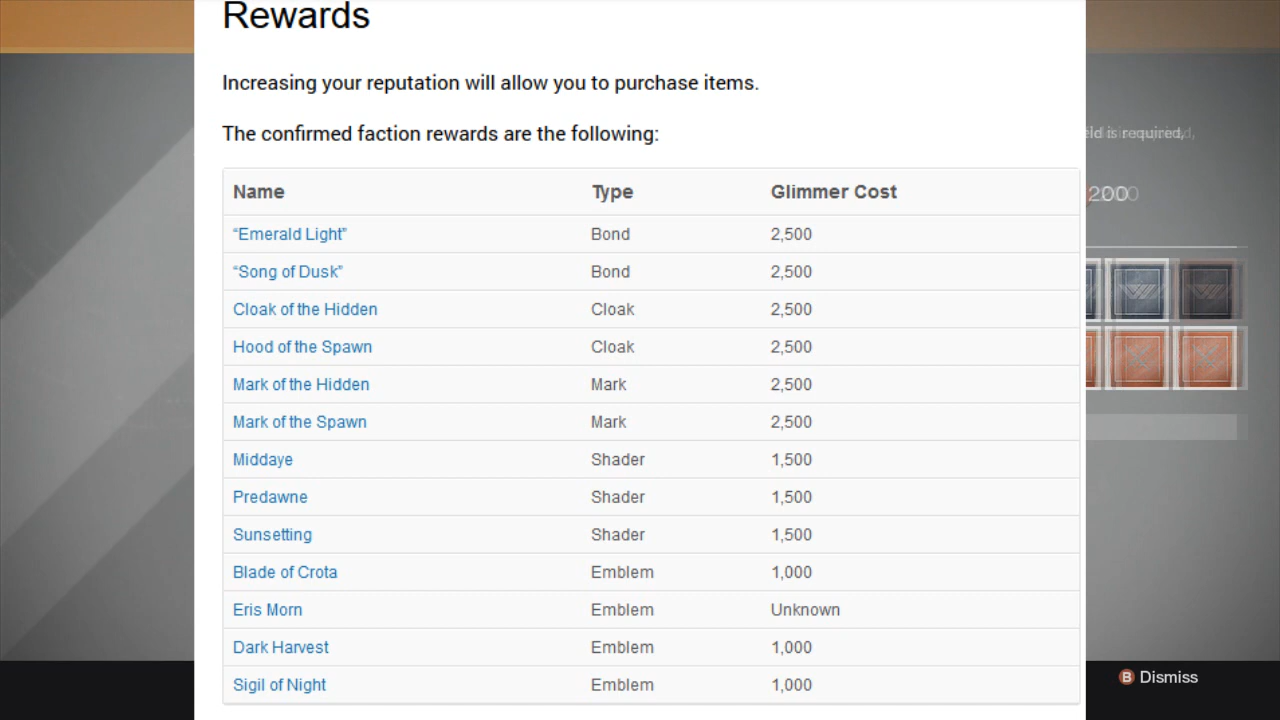 Rewards
Increasing your reputation will allow you to purchase items.
The confirmed faction rewards are the following:
Name Type Glimmer Cost
“Emerald Light” Bond 2,500
“Song of Dusk” Bond 2,500
Cloak of the Hidden Cloak 2,500
Hood of the Spawn Cloak 2,500
Mark of the Hidden Mark 2,500
Mark of the Spawn Mark 2,500
Middaye Shader 1,500
Predawne Shader 1,500
Sunsetting Shader 1,500
Blade of Crota Emblem 1,000
Eris Morn Emblem Unknown
Dark Harvest Emblem 1,000
Sigil of Night Emblem 1,000
is required,
200
B Dismiss